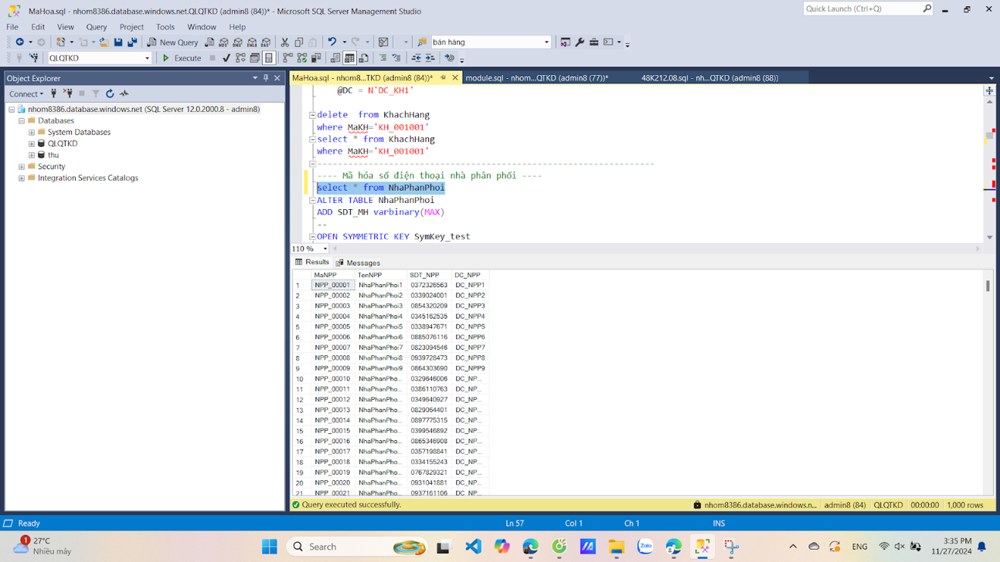 MaHoa.sql - nhom8386.database.windows.net.QLQTKD (admin8 (84))* - Microsoft SQL Server Management Studio
Quick Launch (Ctrl+Q)
File Edit View Query Project Tools Window Help
New Query
bán hàng
QLQTKD
Execute
Object Explorer
Connect
nhom8386.database.windows.net (SQL Server 12.0.2000.8 - admin8)
Databases
System Databases
QLQTKD
thu
Security
Integration Services Catalogs
MaHoa.sql - nhom8...TKD (admin8 (84))*
module.sql - nhom...QTKD (admin8 (77))*
48K212.08.sql - nh...QTKD (admin8 (88))
@DC = N'DC_KH1'
delete from KhachHang
where MaKH='KH_001001'
select * from KhachHang
where MaKH='KH_001001'
---- Mã hóa số điện thoại nhà phân phối ----
select * from NhaPhanPhoi
ALTER TABLE NhaPhanPhoi
ADD SDT_MH varbinary(MAX)
--
OPEN SYMMETRIC KEY SymKey_test
110 %
Results Messages
MaNPP TenNPP SDT_NPP DC_NPP
1 NPP_00001 NhaPhanPhoi1 0372326563 DC_NPP1
2 NPP_00002 NhaPhanPhoi2 0339024001 DC_NPP2
3 NPP_00003 NhaPhanPhoi3 0854320209 DC_NPP3
4 NPP_00004 NhaPhanPhoi4 0345162535 DC_NPP4
5 NPP_00005 NhaPhanPhoi5 0338947671 DC_NPP5
6 NPP_00006 NhaPhanPhoi6 0885076116 DC_NPP6
7 NPP_00007 NhaPhanPhoi7 0823094546 DC_NPP7
8 NPP_00008 NhaPhanPhoi8 0939728473 DC_NPP8
9 NPP_00009 NhaPhanPhoi9 0864303690 DC_NPP9
10 NPP_00010 NhaPhanPho... 0329646006 DC_NP...
11 NPP_00011 NhaPhanPho... 0386110763 DC_NP...
12 NPP_00012 NhaPhanPho... 0349640927 DC_NP...
13 NPP_00013 NhaPhanPho... 0829064401 DC_NP...
14 NPP_00014 NhaPhanPho... 0897775315 DC_NP...
15 NPP_00015 NhaPhanPho... 0399546892 DC_NP...
16 NPP_00016 NhaPhanPho... 0865346908 DC_NP...
17 NPP_00017 NhaPhanPho... 0357198841 DC_NP...
18 NPP_00018 NhaPhanPho... 0334155243 DC_NP...
19 NPP_00019 NhaPhanPho... 0767829321 DC_NP...
20 NPP_00020 NhaPhanPho... 0931041881 DC_NP...
21 NPP_00021 NhaPhanPho... 0937161106 DC_NP...
Query executed successfully.
nhom8386.database.windows.n... admin8 (84) QLQTKD 00:00:00 1,000 rows
Ready Ln 57 Col 1 Ch 1 INS
1
27°C
Nhiều mây
Search
Zalo
ENG
3:35 PM
11/27/2024